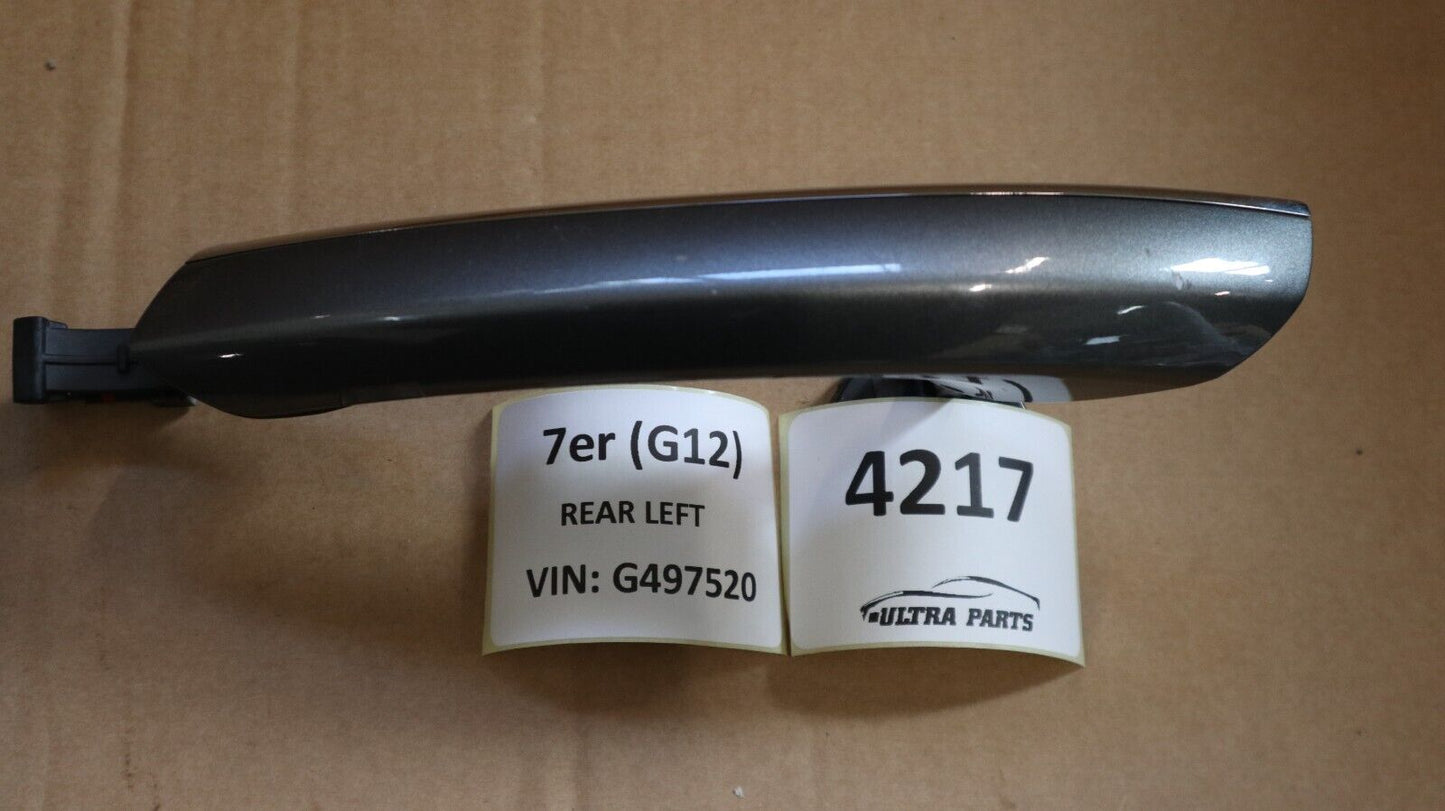 7er (G12)
REAR LEFT
VIN: G497520
4217
ULTRA PARTS